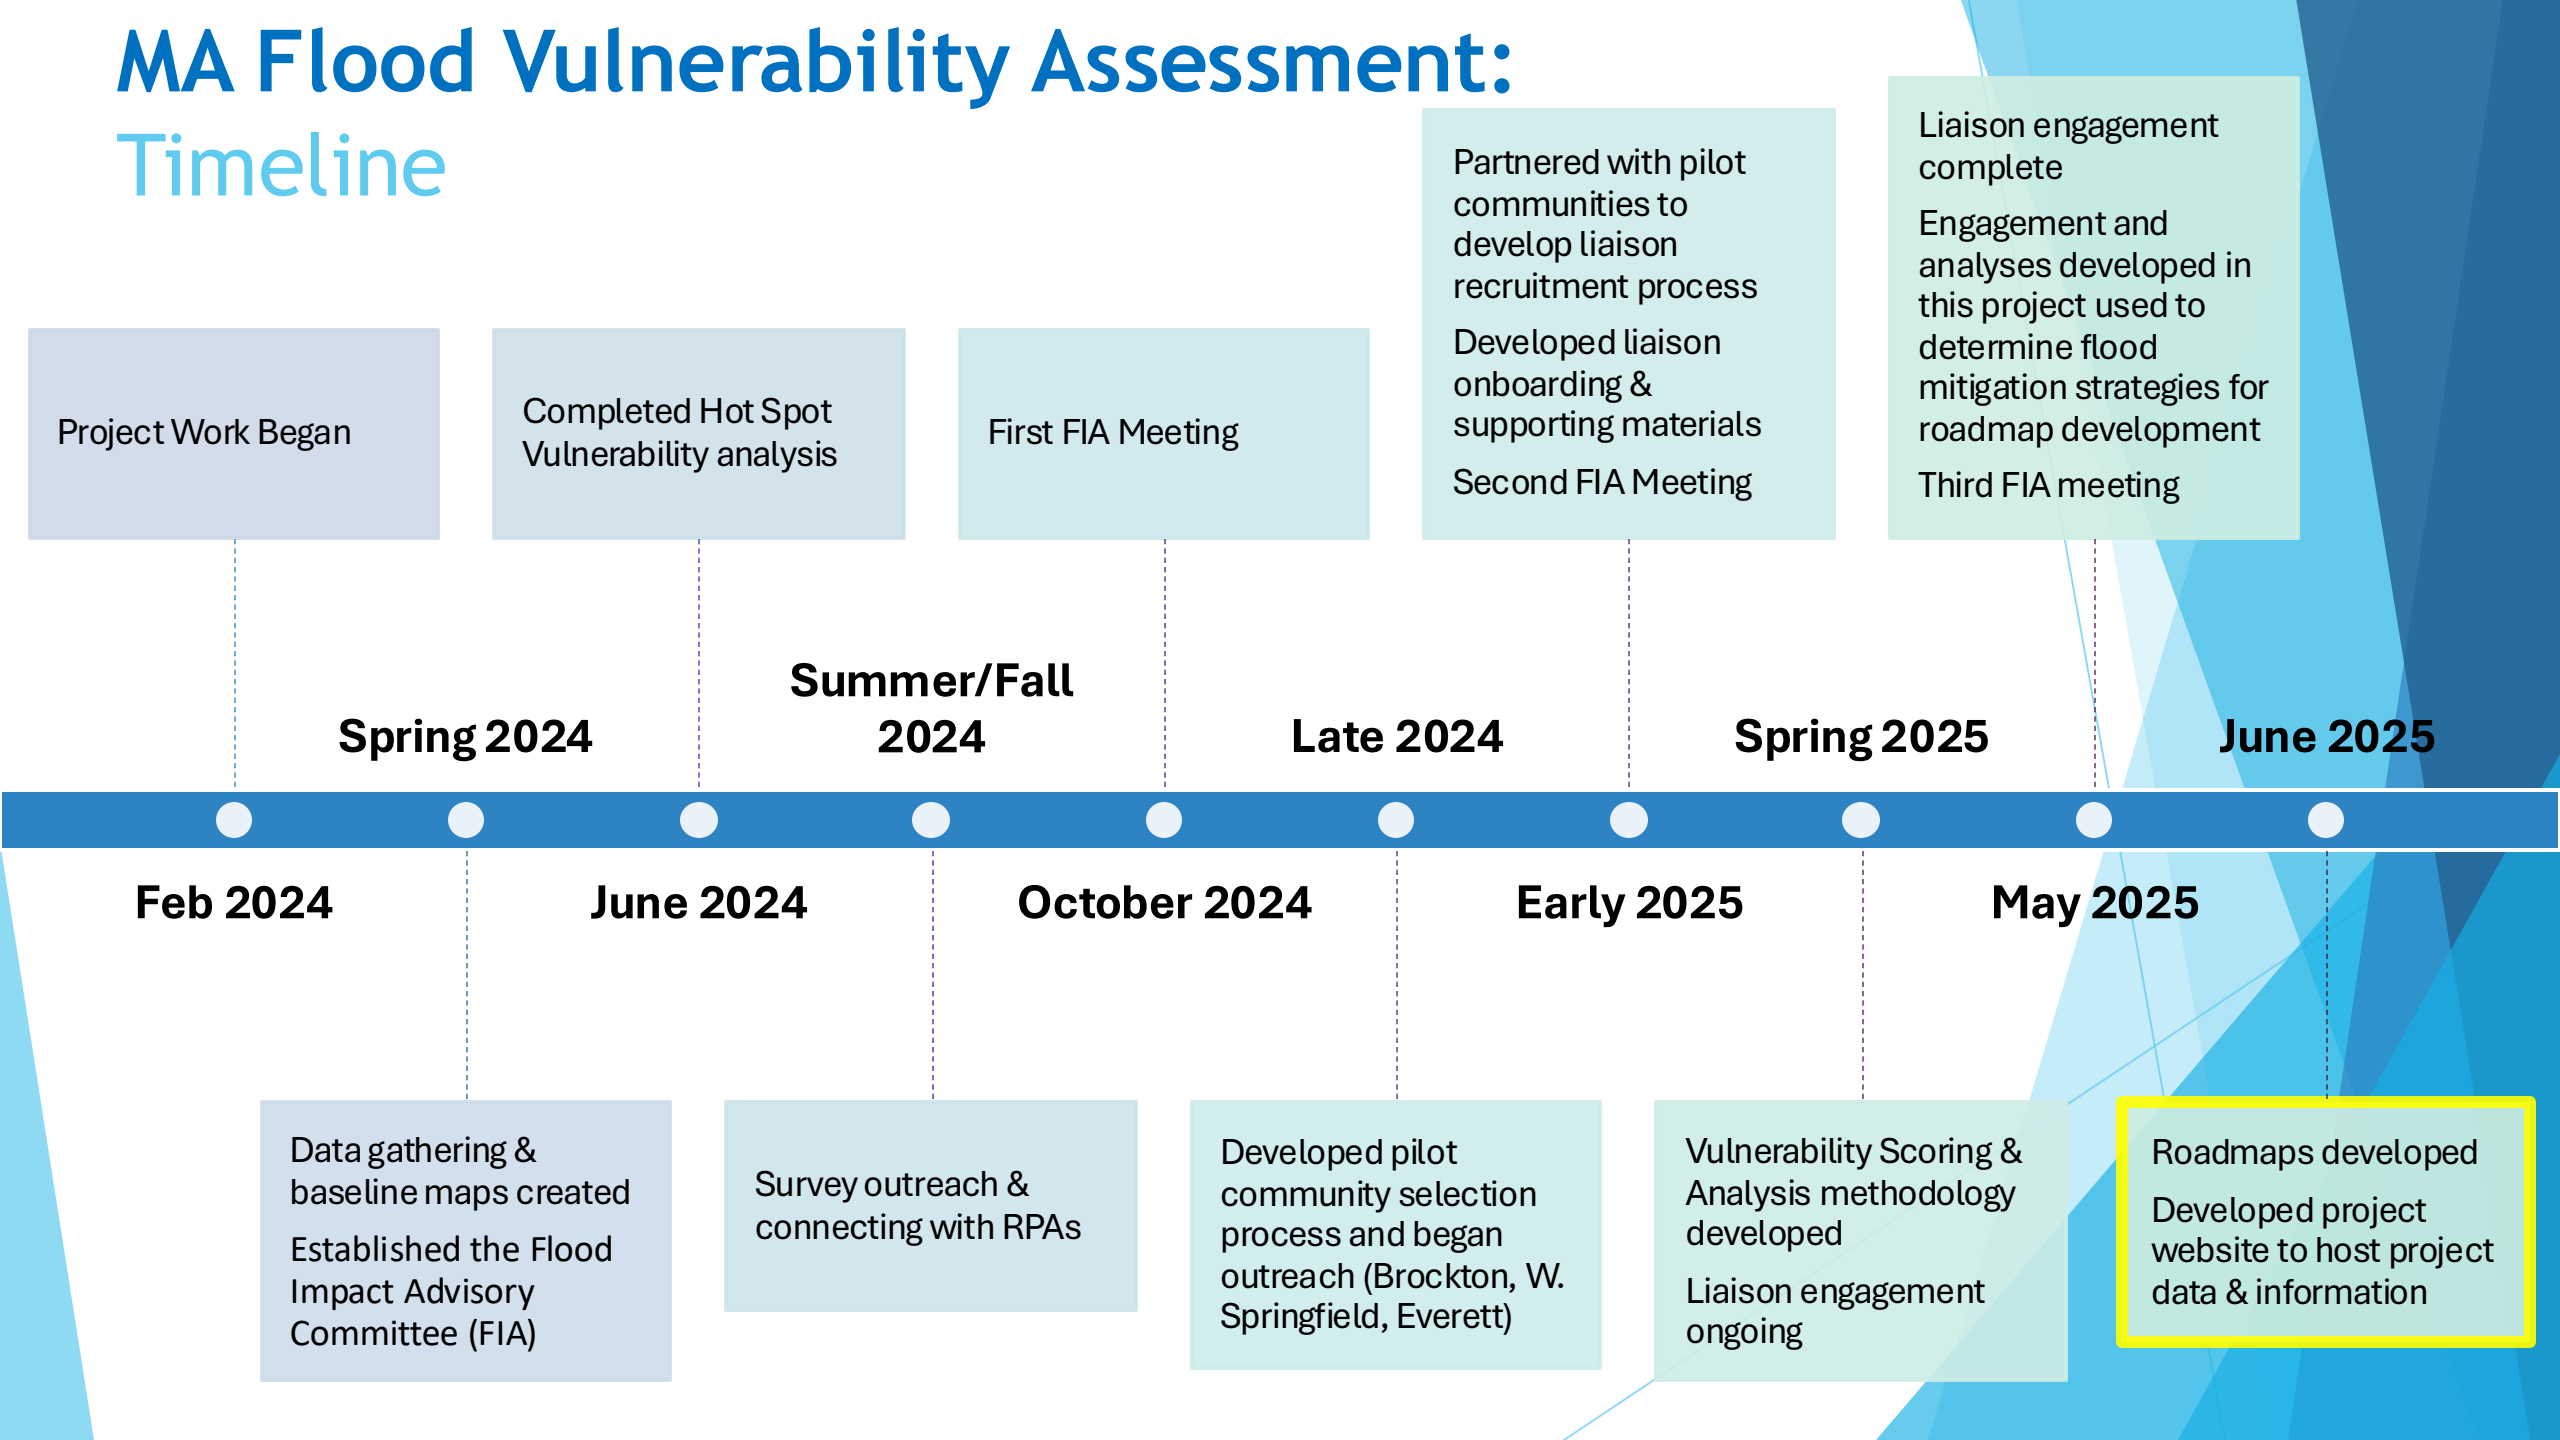 MA Flood Vulnerability Assessment:
Timeline
Project Work Began
Completed Hot Spot
Vulnerability analysis
First FIA Meeting
Partnered with pilot
communities to
develop liaison
recruitment process
Developed liaison
onboarding &
supporting materials
Second FIA Meeting
Liaison engagement
complete
Engagement and
analyses developed in
this project used to
determine flood
mitigation strategies for
roadmap development
Third FIA meeting
Spring 2024
Summer/Fall
2024
Late 2024
Spring 2025
June 2025
Feb 2024
June 2024
October 2024
Early 2025
May 2025
Data gathering &
baseline maps created
Established the Flood
Impact Advisory
Committee (FIA)
Survey outreach &
connecting with RPAs
Developed pilot
community selection
process and began
outreach (Brockton, W.
Springfield, Everett)
Vulnerability Scoring &
Analysis methodology
developed
Liaison engagement
ongoing
Roadmaps developed
Developed project
website to host project
data & information